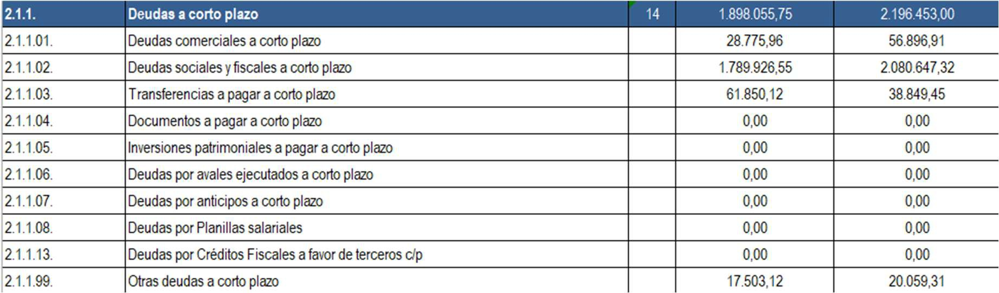 2.1.1. Deudas a corto plazo 14 1.898.055,75 2.196.453,00
2.1.1.01. Deudas comerciales a corto plazo 28.775,96 56.896,91
2.1.1.02. Deudas sociales y fiscales a corto plazo 1.789.926,55 2.080.647,32
2.1.1.03. Transferencias a pagar a corto plazo 61.850,12 38.849,45
2.1.1.04. Documentos a pagar a corto plazo 0,00 0,00
2.1.1.05. Inversiones patrimoniales a pagar a corto plazo 0,00 0,00
2.1.1.06. Deudas por avales ejecutados a corto plazo 0,00 0,00
2.1.1.07. Deudas por anticipos a corto plazo 0,00 0,00
2.1.1.08. Deudas por Planillas salariales 0,00 0,00
2.1.1.13. Deudas por Créditos Fiscales a favor de terceros c/p 0,00 0,00
2.1.1.99. Otras deudas a corto plazo 17.503,12 20.059,31